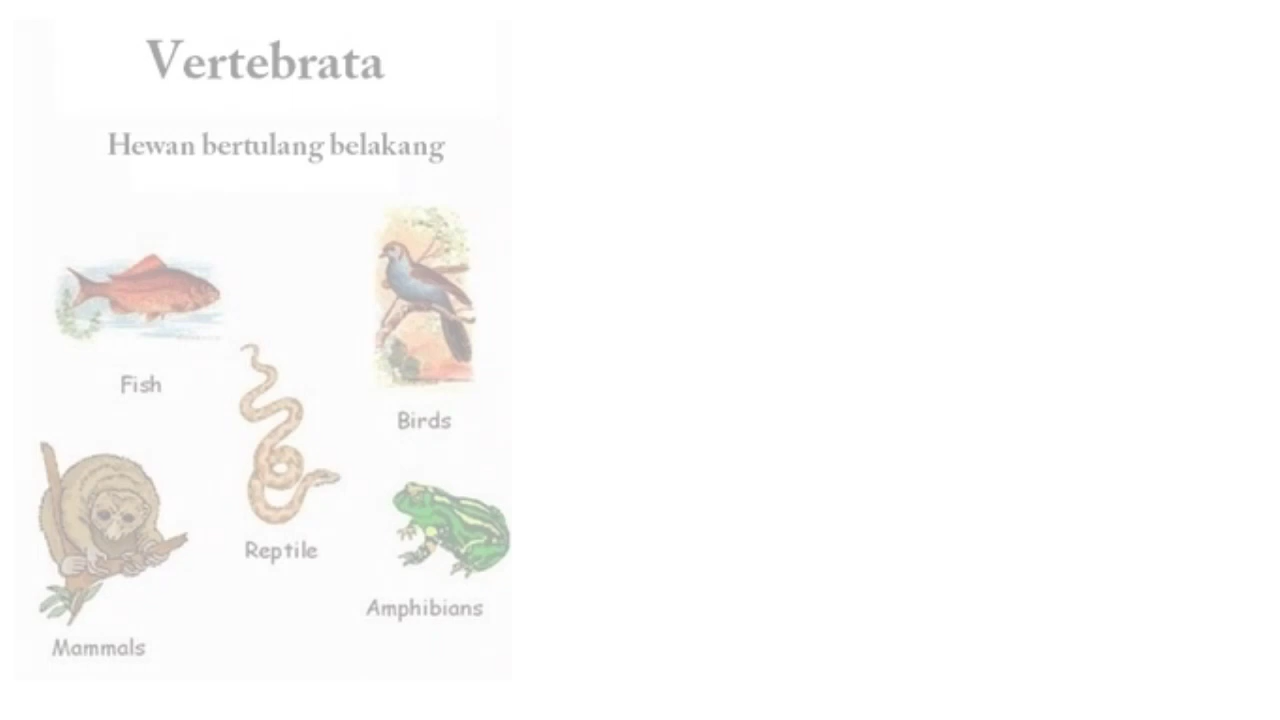 Vertebrata
Hewan bertulang belakang
Fish
Birds
Reptile
Amphibians
Mammals